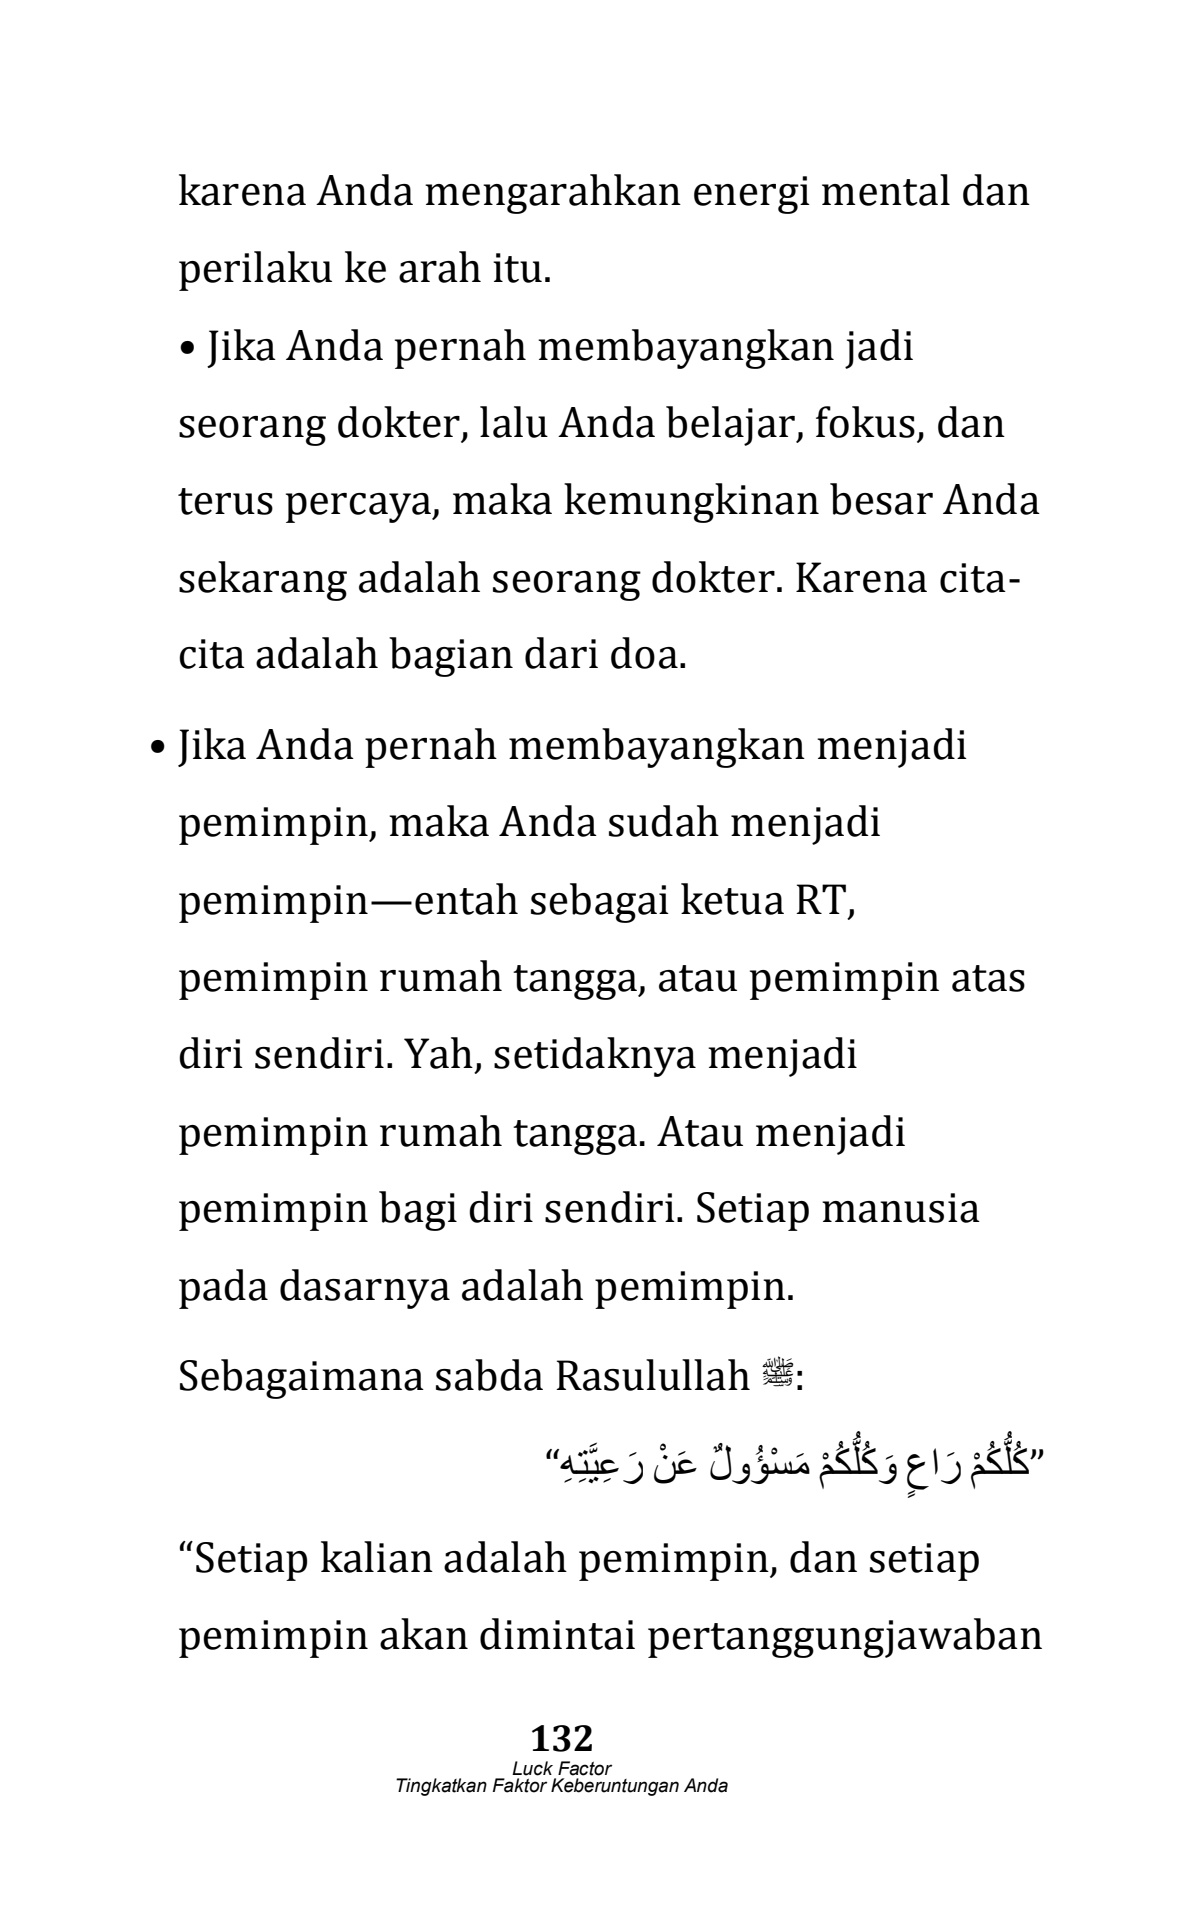 karena Anda mengarahkan energi mental dan
perilaku ke arah itu.
• Jika Anda pernah membayangkan jadi
seorang dokter, lalu Anda belajar, fokus, dan
terus percaya, maka kemungkinan besar Anda
sekarang adalah seorang dokter. Karena cita-
cita adalah bagian dari doa.
• Jika Anda pernah membayangkan menjadi
pemimpin, maka Anda sudah menjadi
pemimpin—entah sebagai ketua RT,
pemimpin rumah tangga, atau pemimpin atas
diri sendiri. Yah, setidaknya menjadi
pemimpin rumah tangga. Atau menjadi
pemimpin bagi diri sendiri. Setiap manusia
pada dasarnya adalah pemimpin.
Sebagaimana sabda Rasulullah ﷺ:
”كُلُّكُمْ رَاعٍ وَكُلُّكُمْ مَسْؤُولٌ عَنْ رَعِيَّتِهِ“
“Setiap kalian adalah pemimpin, dan setiap
pemimpin akan dimintai pertanggungjawaban
132
Luck Factor
Tingkatkan Faktor Keberuntungan Anda